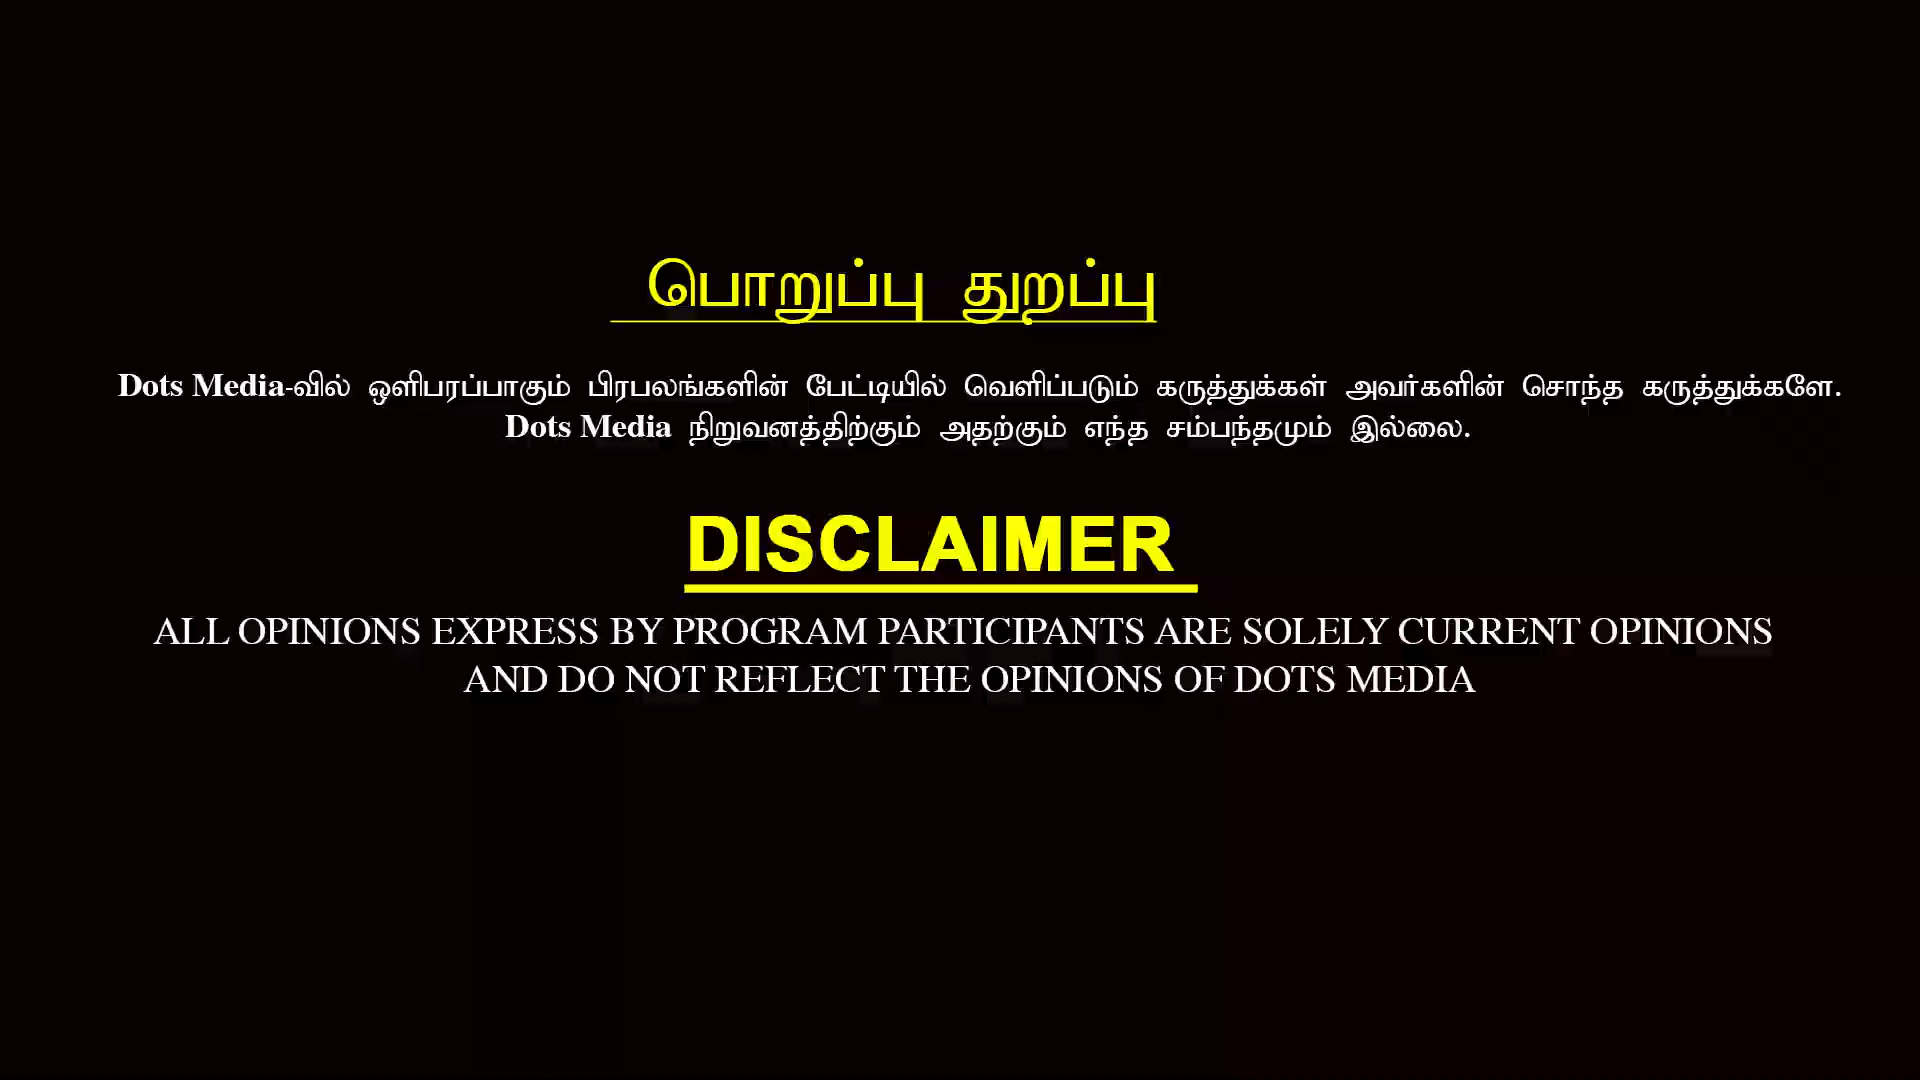 பொறுப்பு துறப்பு
Dots Media-வில் ஒளிபரப்பாகும் பிரபலங்களின் பேட்டியில் வெளிப்படும் கருத்துக்கள் அவர்களின் சொந்த கருத்துக்களே.
Dots Media நிறுவனத்திற்கும் அதற்கும் எந்த சம்பந்தமும் இல்லை.
DISCLAIMER
ALL OPINIONS EXPRESS BY PROGRAM PARTICIPANTS ARE SOLELY CURRENT OPINIONS
AND DO NOT REFLECT THE OPINIONS OF DOTS MEDIA